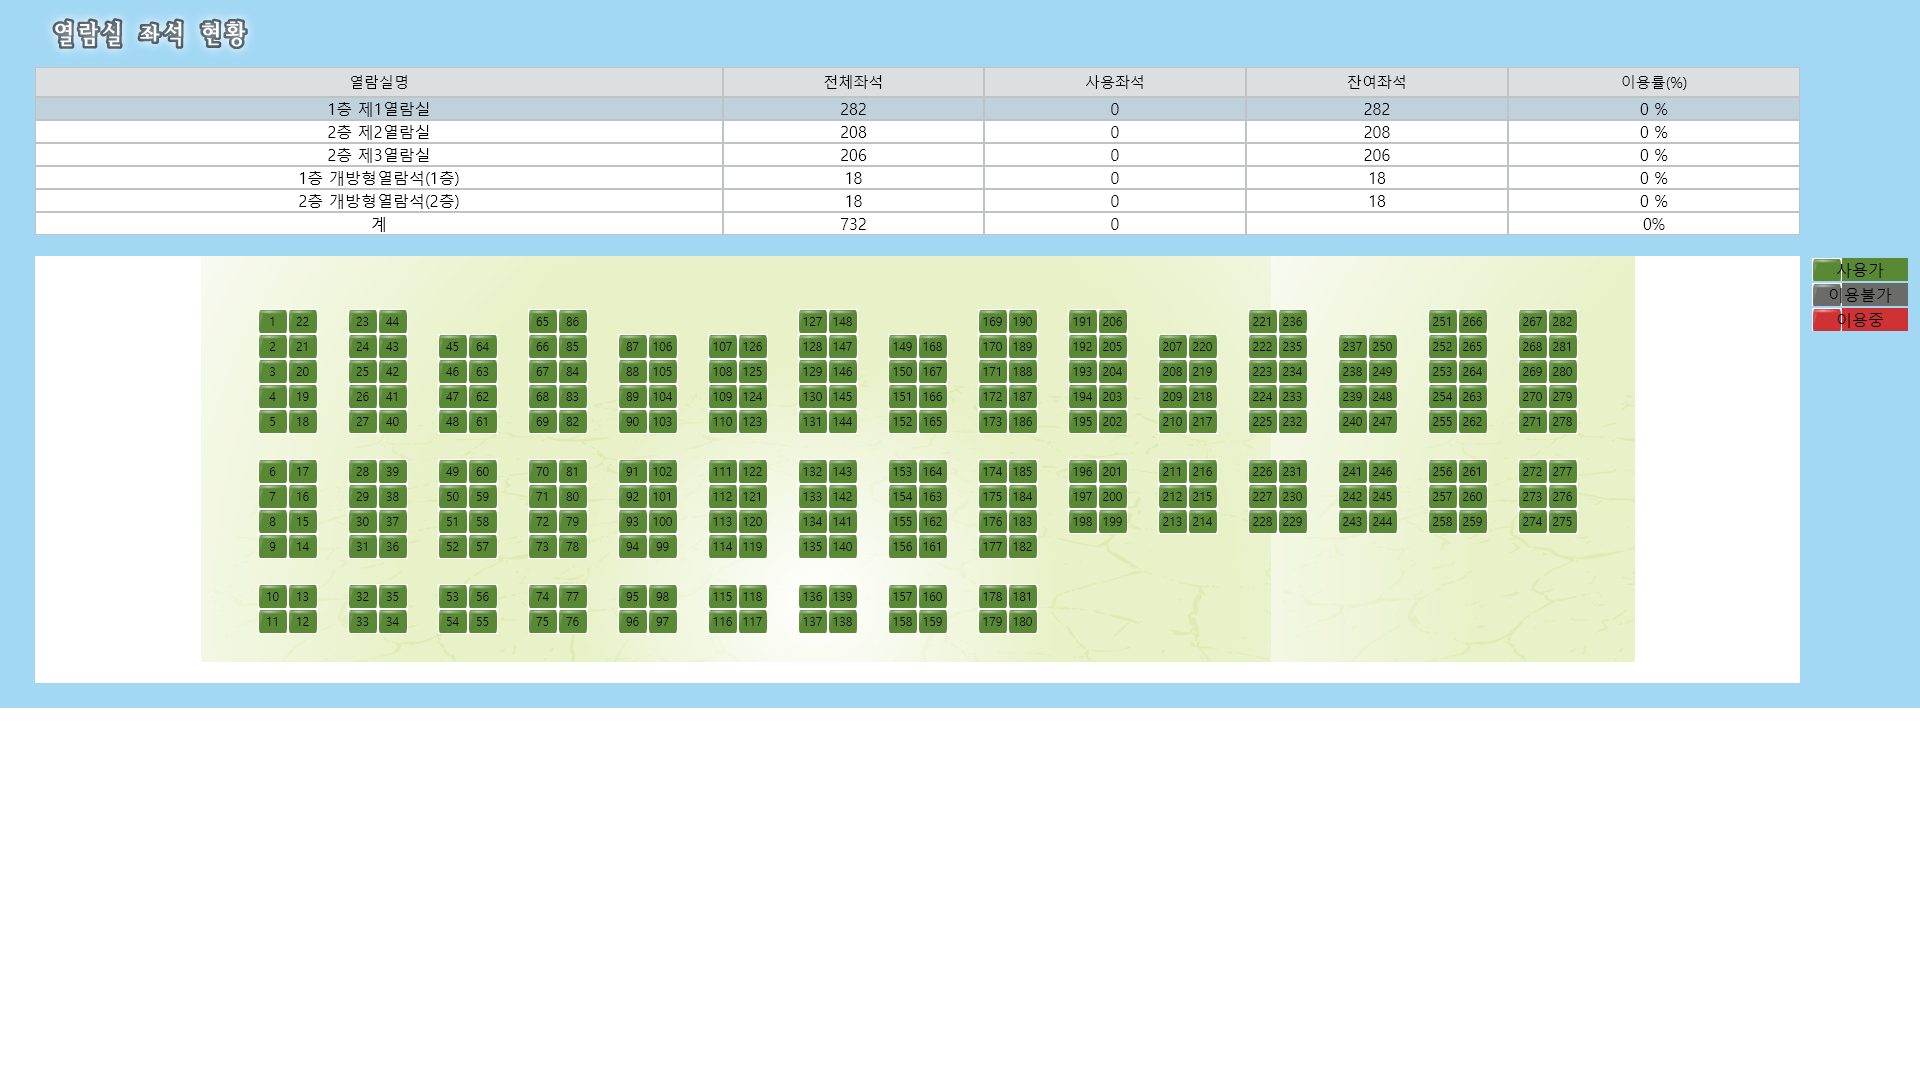 열람실 좌석 현황
열람실명 전체좌석 사용좌석 잔여좌석 이용률(%)
1층 제1열람실 282 0 282 0 %
2층 제2열람실 208 0 208 0 %
2층 제3열람실 206 0 206 0 %
1층 개방형열람석(1층) 18 0 18 0 %
2층 개방형열람석(2층) 18 0 18 0 %
계 732 0 0%
사용가
이용불가
이용중
1 22 23 44 65 86 127 148 169 190 191 206 221 236 251 266 267 282
2 21 24 43 45 64 66 85 87 106 107 126 128 147 149 168 170 189 192 205 207 220 222 235 237 250 252 265 268 281
3 20 25 42 46 63 67 84 88 105 108 125 129 146 150 167 171 188 193 204 208 219 223 234 238 249 253 264 269 280
4 19 26 41 47 62 68 83 89 104 109 124 130 145 151 166 172 187 194 203 209 218 224 233 239 248 254 263 270 279
5 18 27 40 48 61 69 82 90 103 110 123 131 144 152 165 173 186 195 202 210 217 225 232 240 247 255 262 271 278
6 17 28 39 49 60 70 81 91 102 111 122 132 143 153 164 174 185 196 201 211 216 226 231 241 246 256 261 272 277
7 16 29 38 50 59 71 80 92 101 112 121 133 142 154 163 175 184 197 200 212 215 227 230 242 245 257 260 273 276
8 15 30 37 51 58 72 79 93 100 113 120 134 141 155 162 176 183 198 199 213 214 228 229 243 244 258 259 274 275
9 14 31 36 52 57 73 78 94 99 114 119 135 140 156 161 177 182
10 13 32 35 53 56 74 77 95 98 115 118 136 139 157 160 178 181
11 12 33 34 54 55 75 76 96 97 116 117 137 138 158 159 179 180